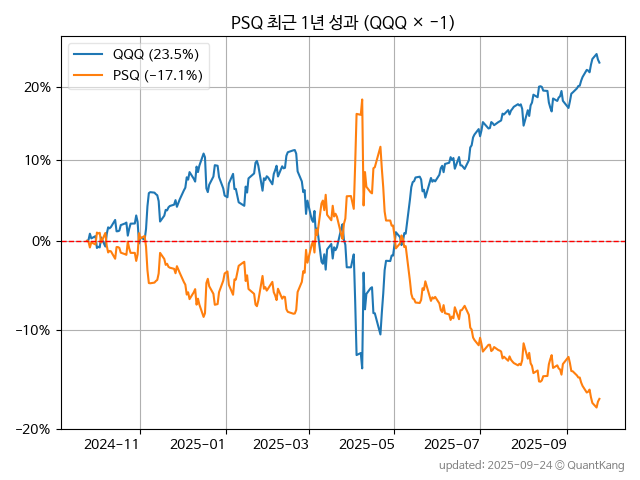 PSQ 최근 1년 성과 (QQQ × −1)
QQQ (23.5%)
PSQ (−17.1%)
20%
10%
0%
−10%
−20%
2024-11 2025-01 2025-03 2025-05 2025-07 2025-09
updated: 2025-09-24 © QuantKang